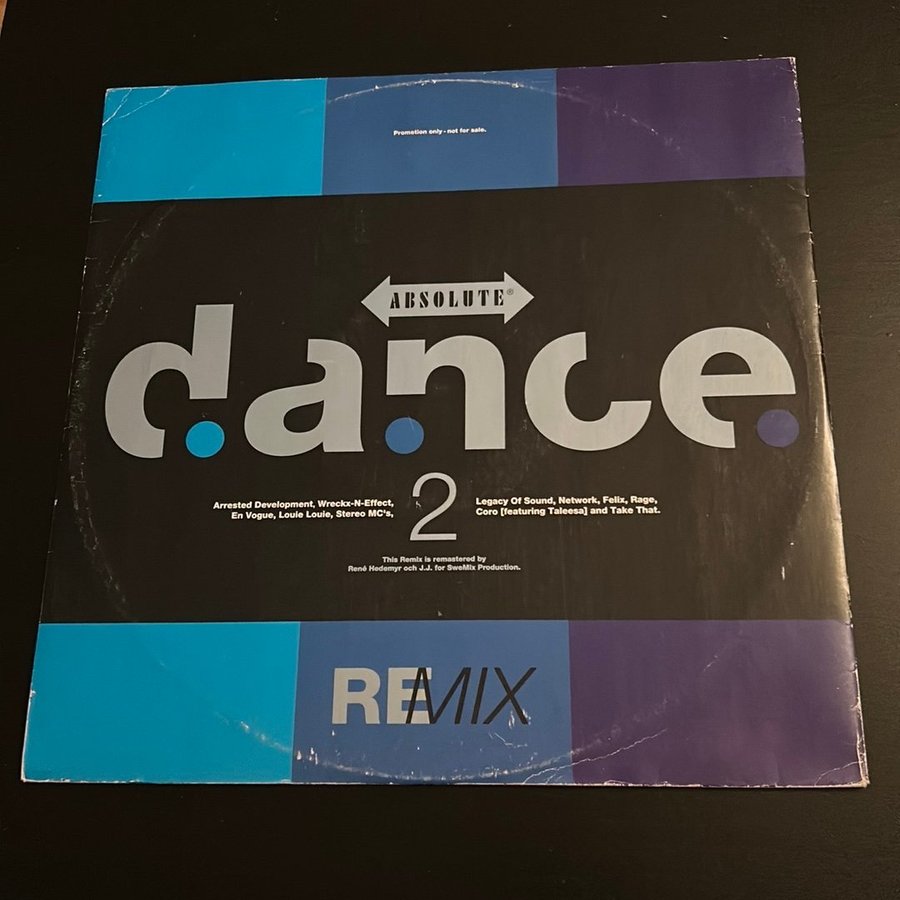 Promotion only - not for sale.
ABSOLUTE®
dance
2
Arrested Development, Wreckx-N-Effect,
En Vogue, Louie Louie, Stereo MC's,
Legacy Of Sound, Network, Felix, Rage,
Coro [featuring Taleesa] and Take That.
This Remix is remastered by
René Hedemyr och J.J. for SweMix Production.
REMIX